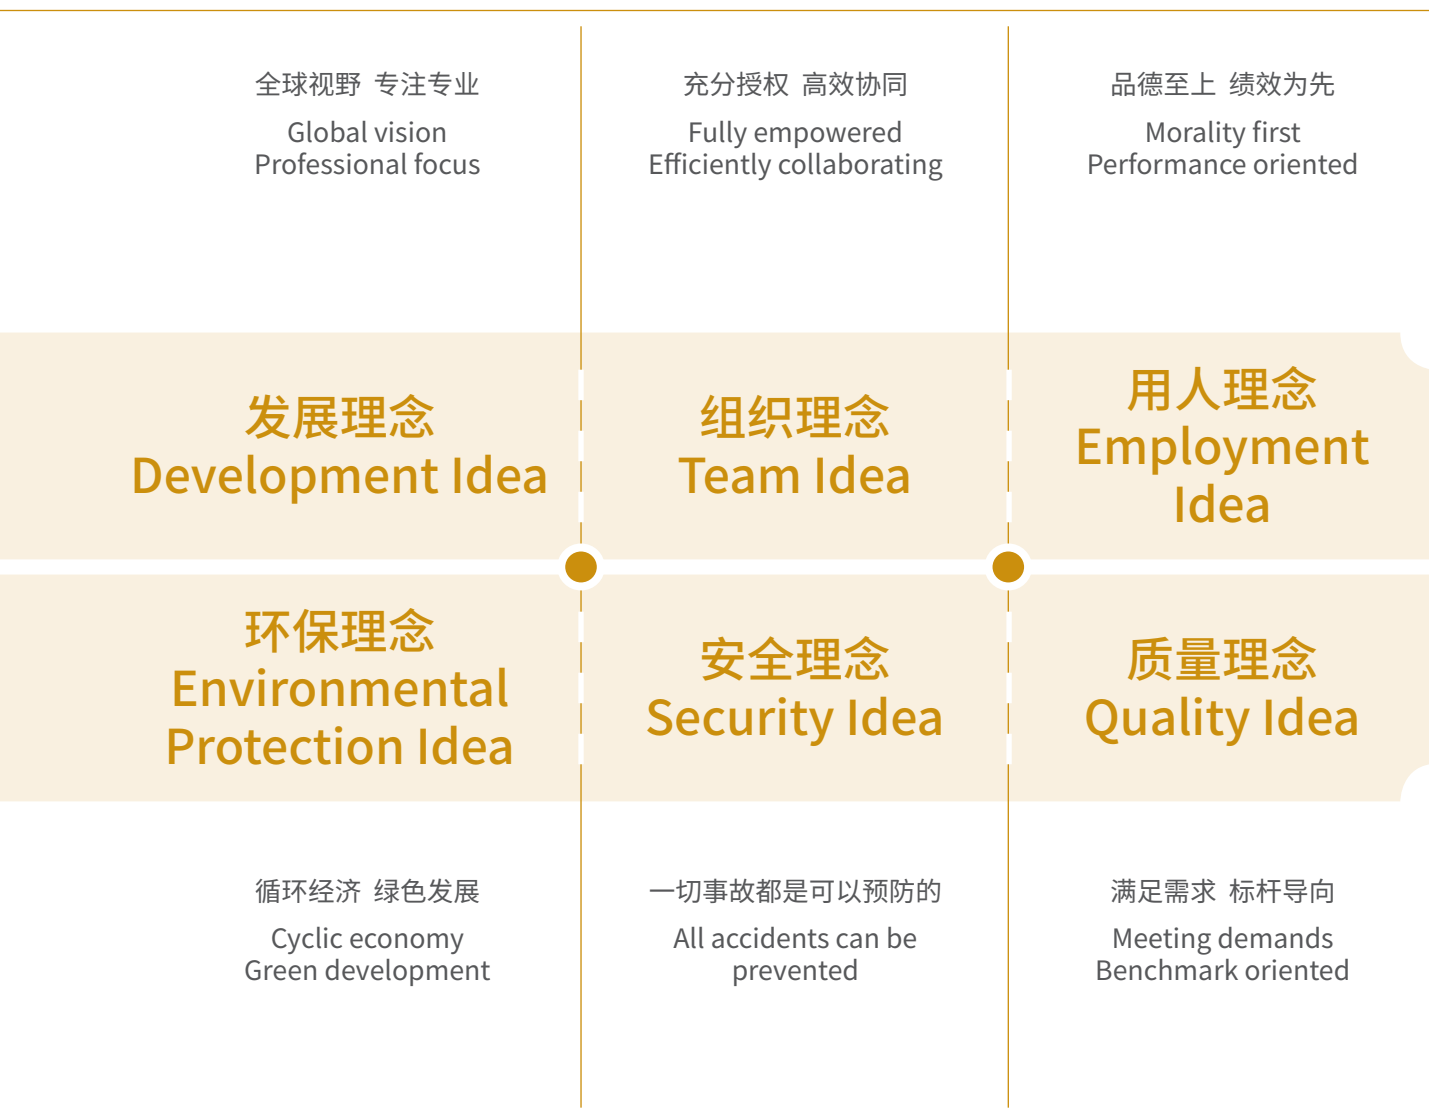 全球视野 专注专业
Global vision
Professional focus
充分授权 高效协同
Fully empowered
Efficiently collaborating
品德至上 绩效为先
Morality first
Performance oriented
发展理念
Development Idea
组织理念
Team Idea
用人理念
Employment
Idea
环保理念
Environmental
Protection Idea
安全理念
Security Idea
质量理念
Quality Idea
循环经济 绿色发展
Cyclic economy
Green development
一切事故都是可以预防的
All accidents can be
prevented
满足需求 标杆导向
Meeting demands
Benchmark oriented